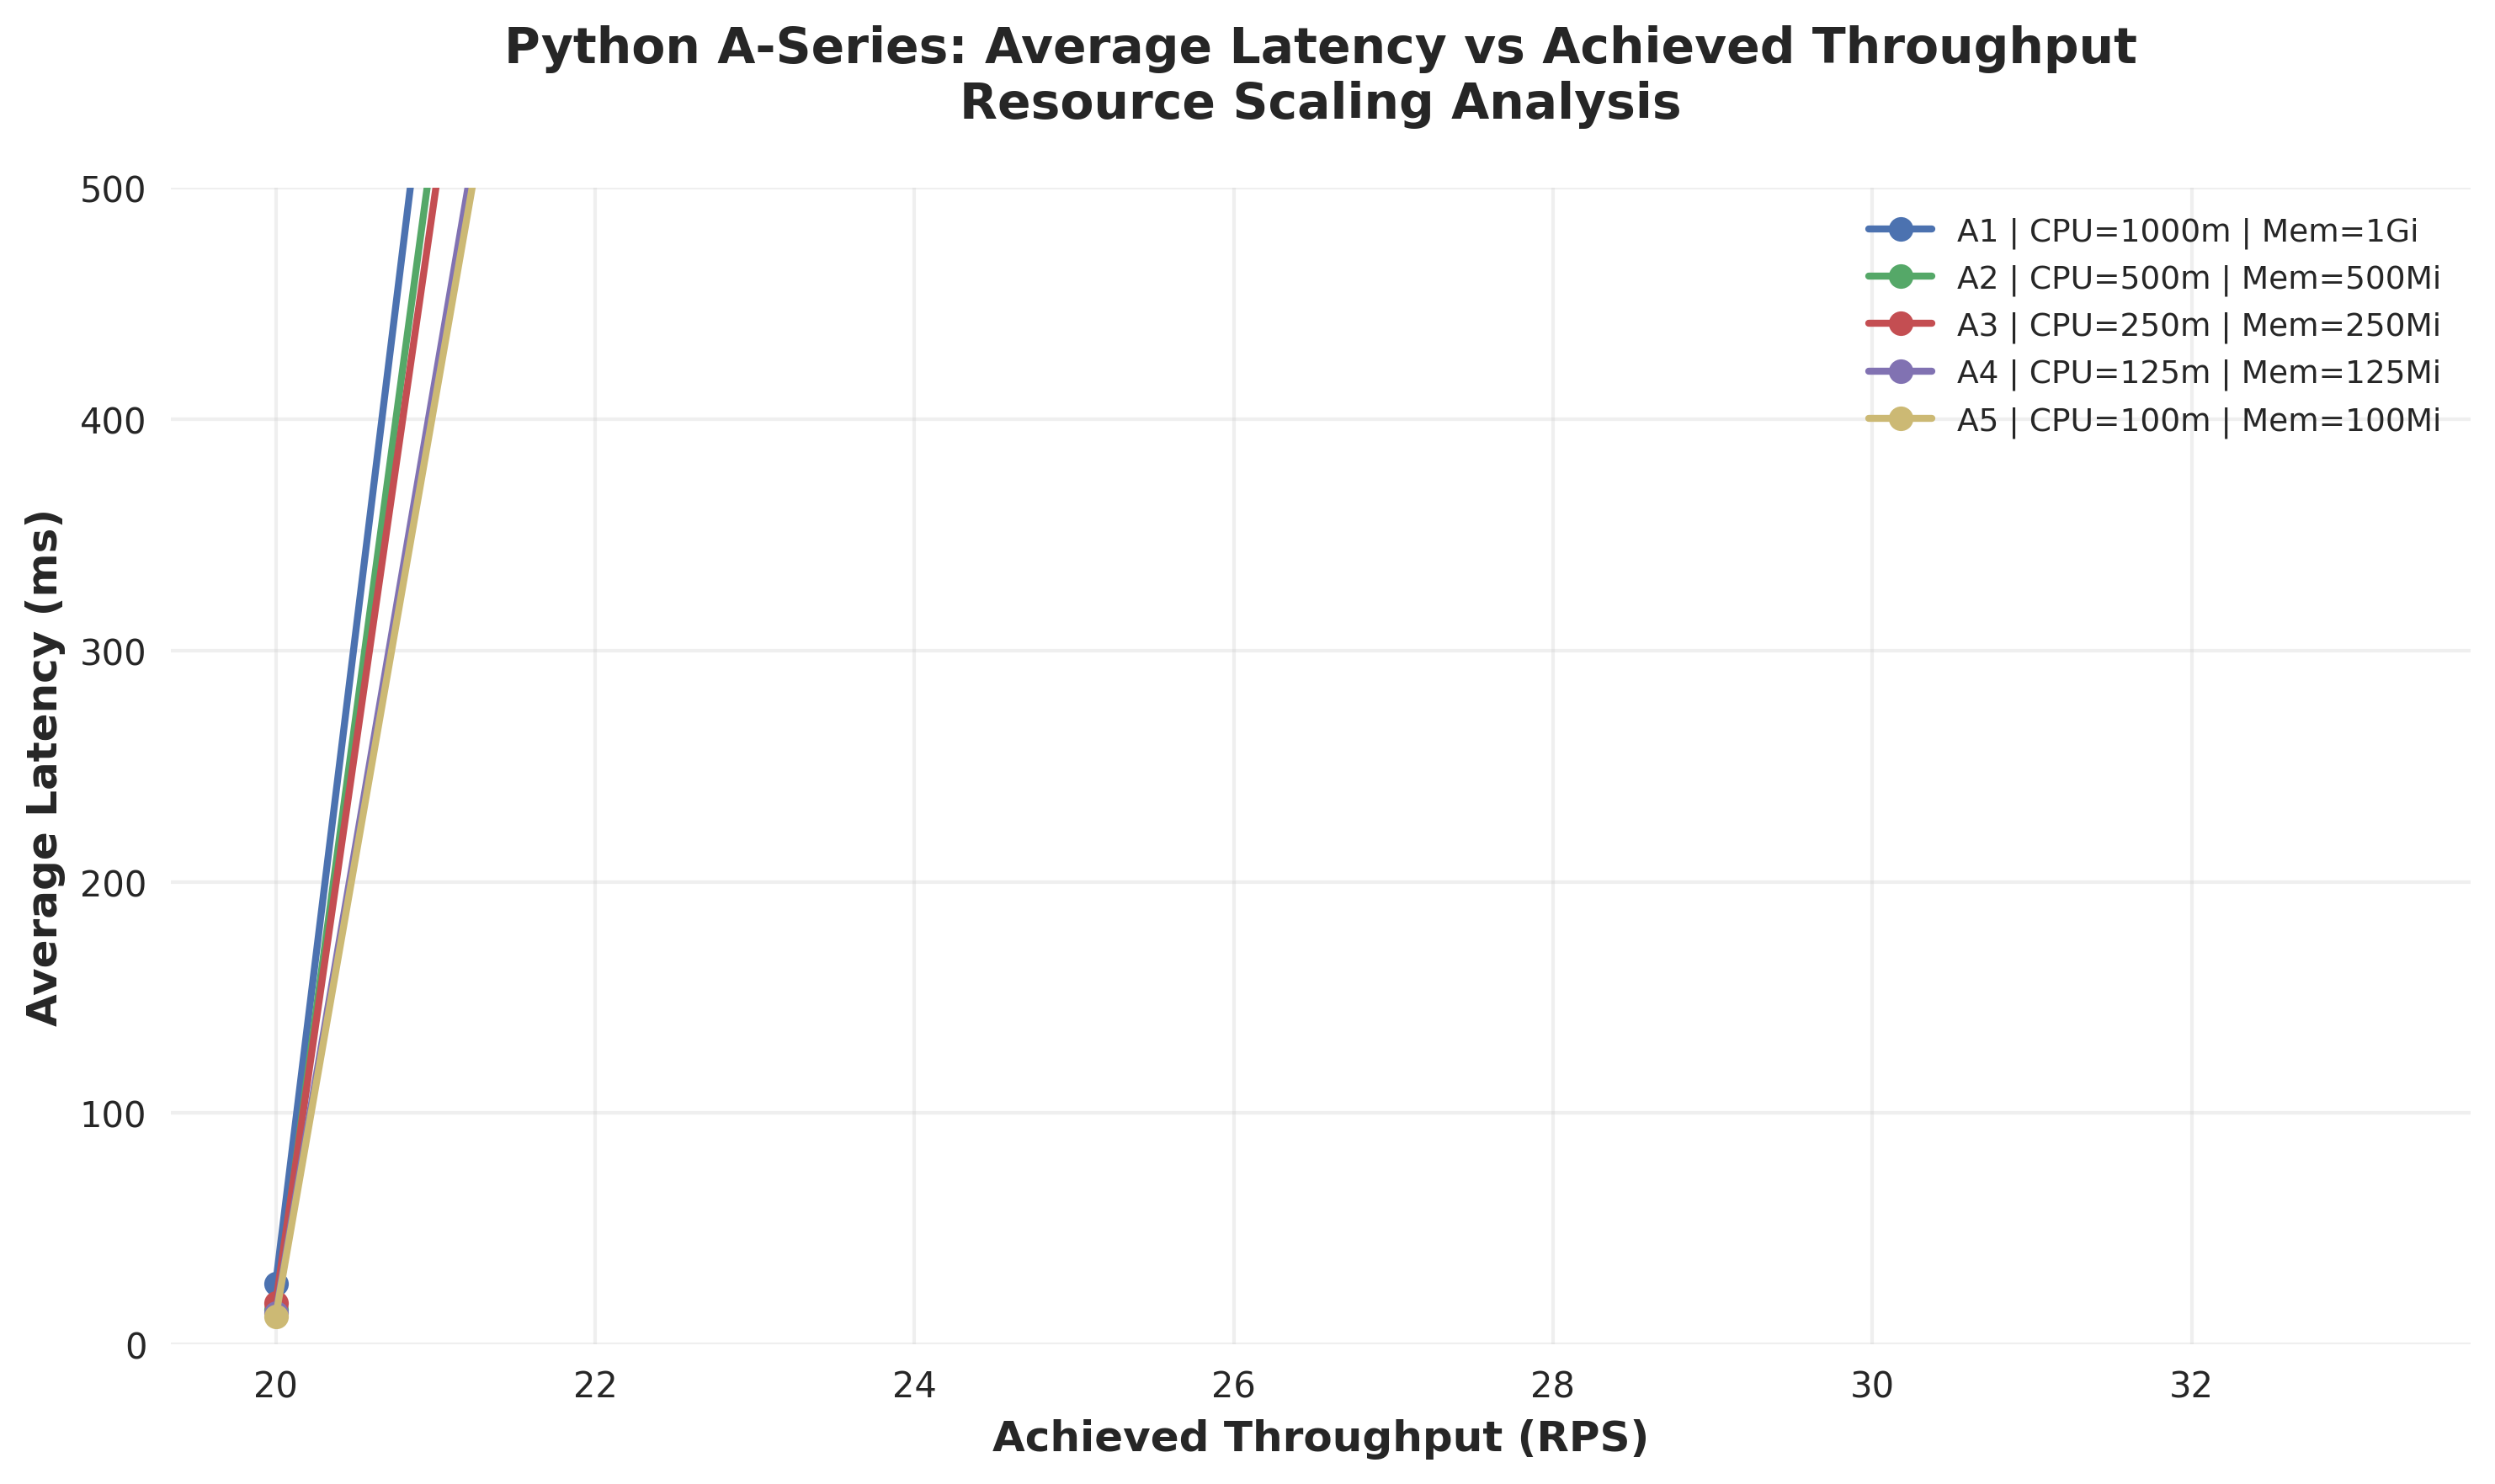 Python A-Series: Average Latency vs Achieved Throughput
Resource Scaling Analysis
Average Latency (ms)
500
400
300
200
100
0
A1 | CPU=1000m | Mem=1Gi
A2 | CPU=500m | Mem=500Mi
A3 | CPU=250m | Mem=250Mi
A4 | CPU=125m | Mem=125Mi
A5 | CPU=100m | Mem=100Mi
20 22 24 26 28 30 32
Achieved Throughput (RPS)